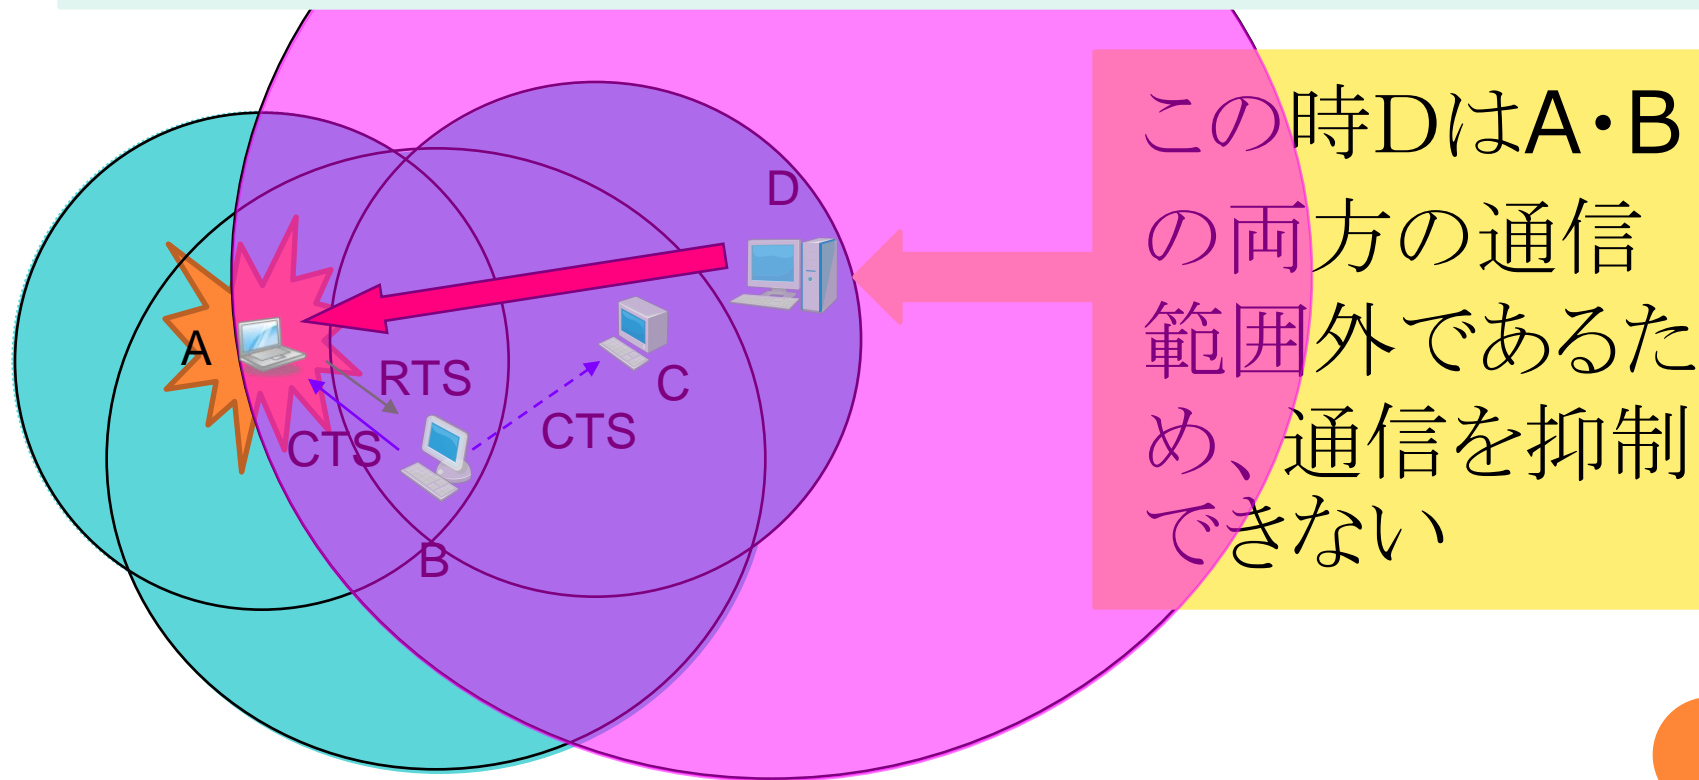 D
A
RTS
C
CTS
CTS
B
この時DはA・B
の両方の通信
範囲外であるた
め、通信を抑制
できない